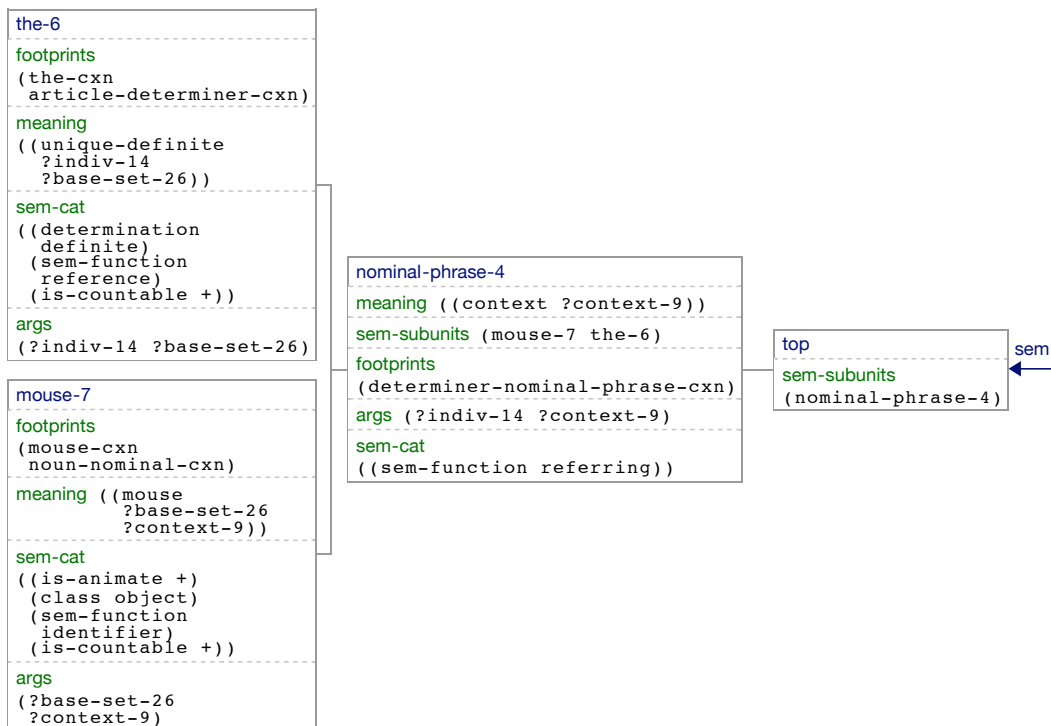 the-6
footprints
(the-cxn
article-determiner-cxn)
meaning
((unique-definite
?indiv-14
?base-set-26))
sem-cat
((determination
definite)
(sem-function
reference)
(is-countable +))
args
(?indiv-14 ?base-set-26)
mouse-7
footprints
(mouse-cxn
noun-nominal-cxn)
meaning ((mouse
?base-set-26
?context-9))
sem-cat
((is-animate +)
(class object)
(sem-function
identifier)
(is-countable +))
args
(?base-set-26
?context-9)
nominal-phrase-4
meaning ((context ?context-9))
sem-subunits (mouse-7 the-6)
footprints
(determiner-nominal-phrase-cxn)
args (?indiv-14 ?context-9)
sem-cat
((sem-function referring))
top
sem-subunits
(nominal-phrase-4)
sem